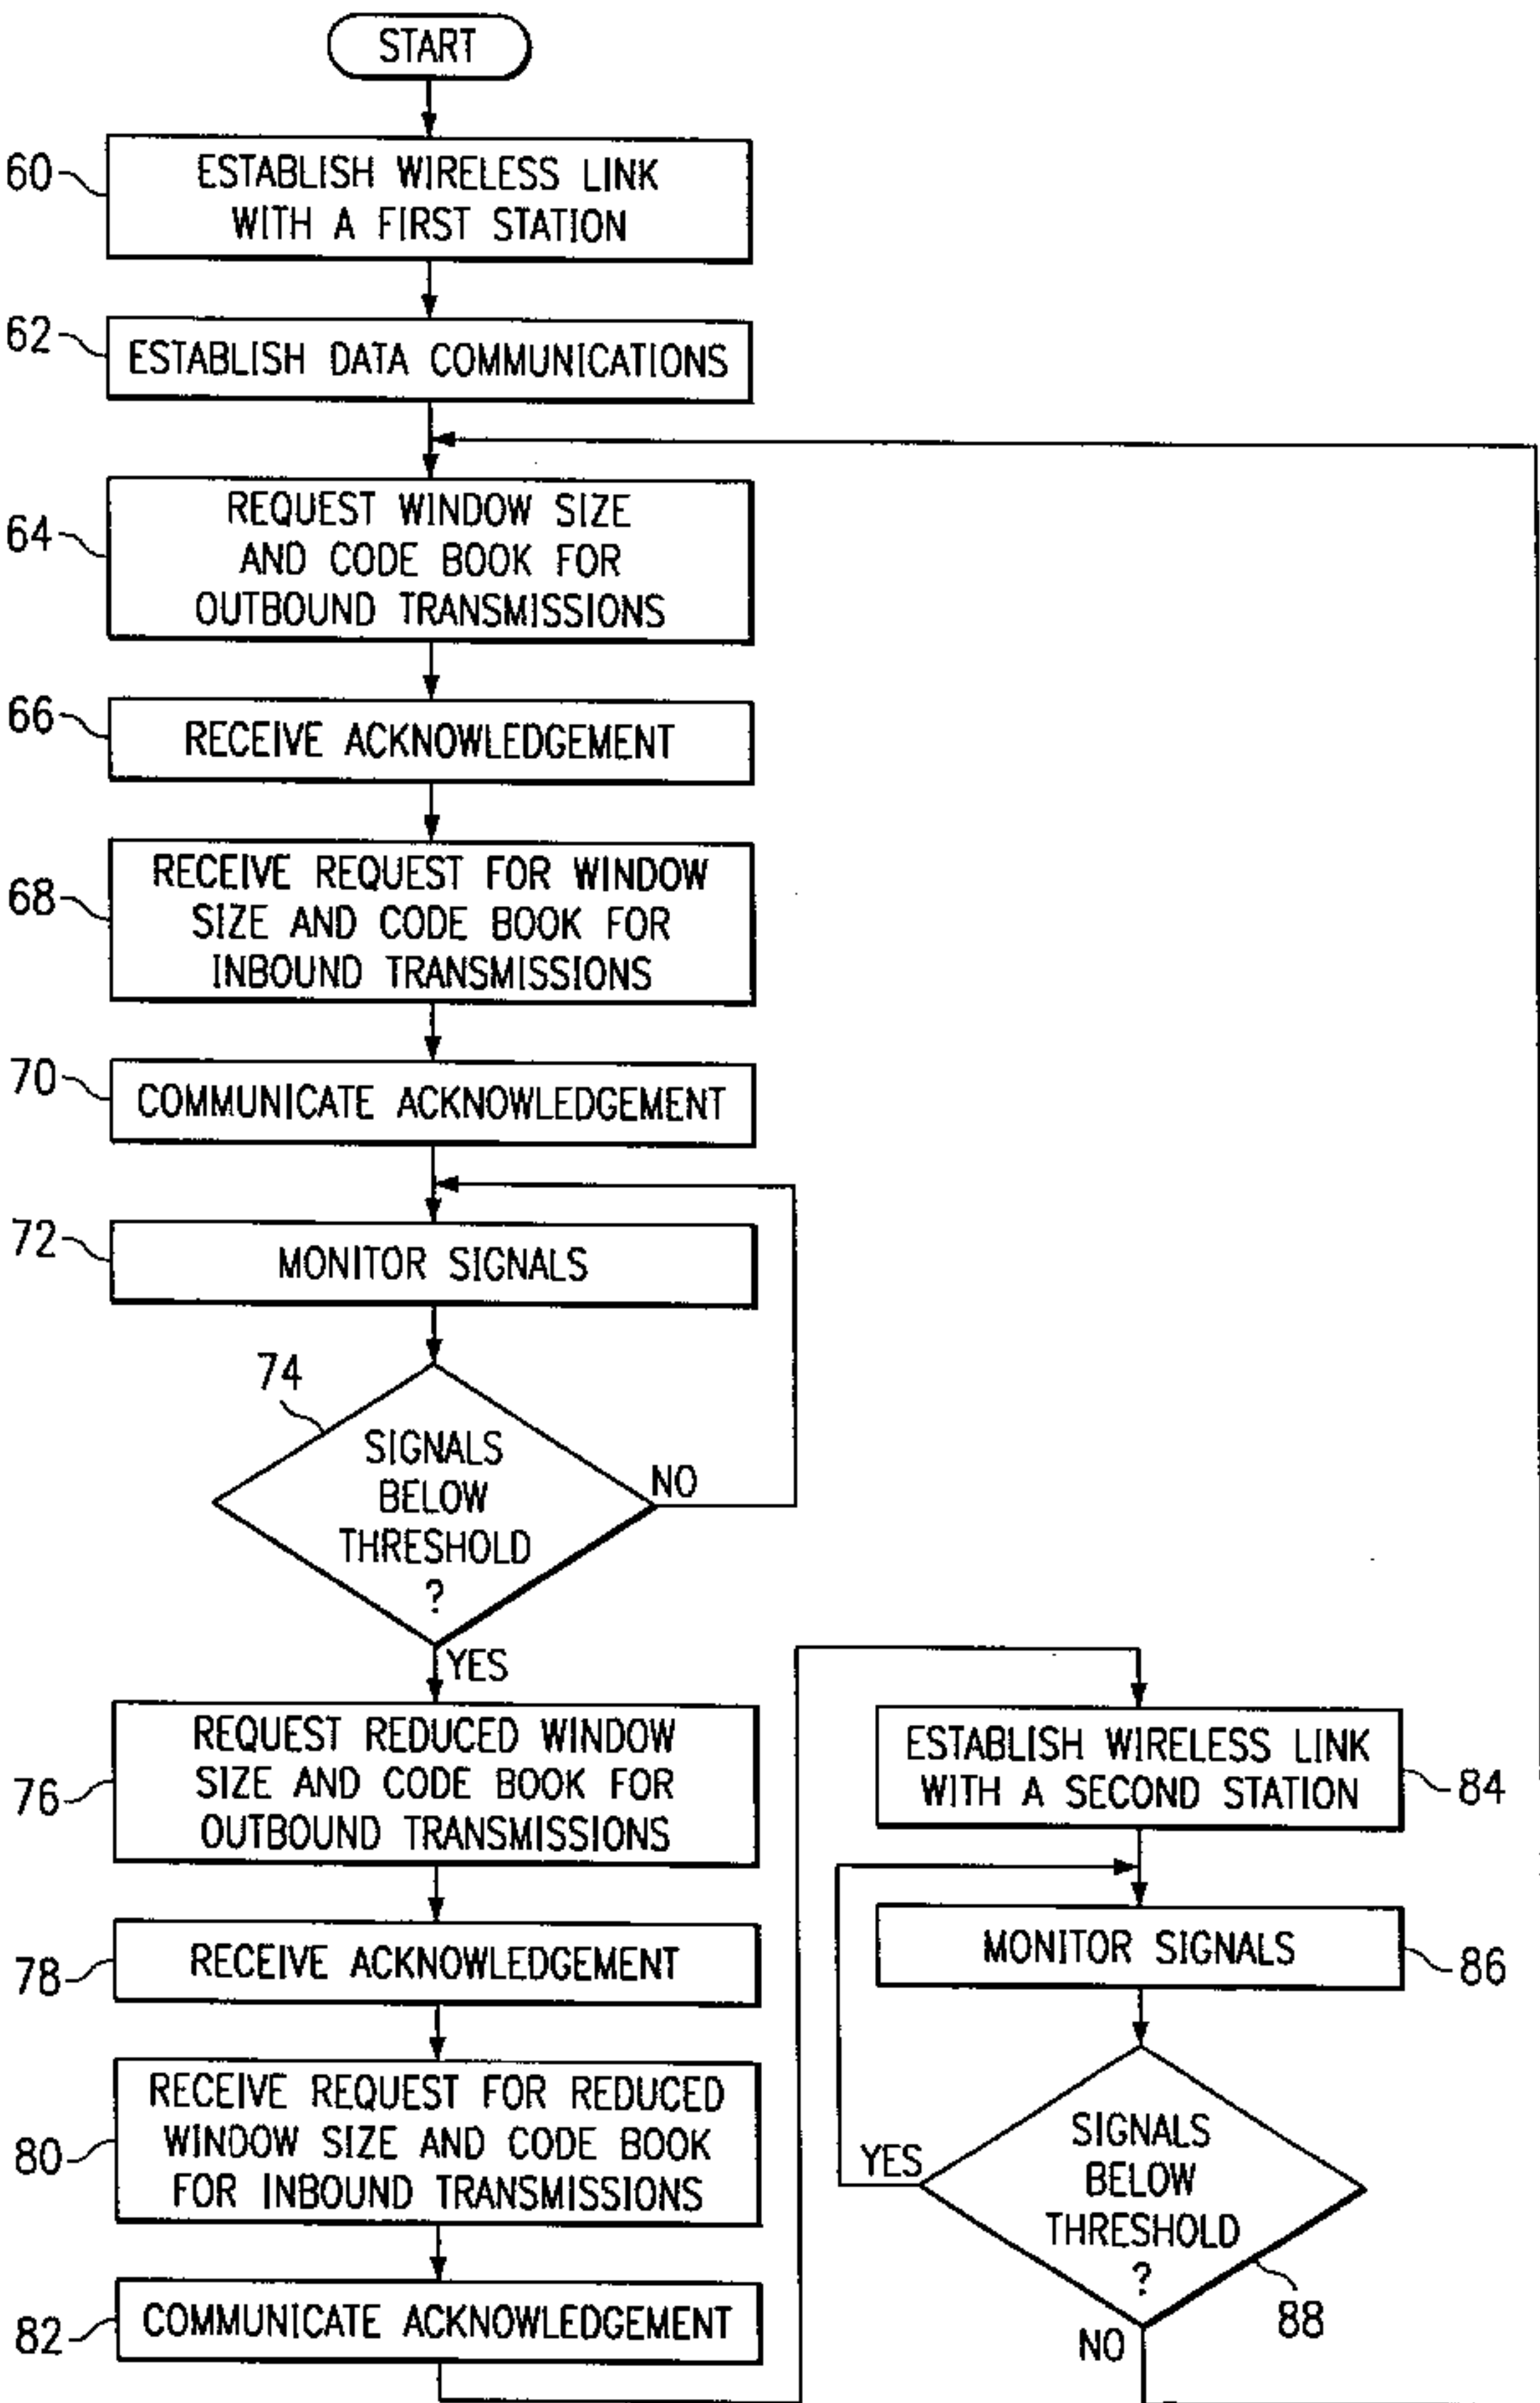 START
60
ESTABLISH WIRELESS LINK
WITH A FIRST STATION
62
ESTABLISH DATA COMMUNICATIONS
64
REQUEST WINDOW SIZE
AND CODE BOOK FOR
OUTBOUND TRANSMISSIONS
66
RECEIVE ACKNOWLEDGEMENT
68
RECEIVE REQUEST FOR WINDOW
SIZE AND CODE BOOK FOR
INBOUND TRANSMISSIONS
70
COMMUNICATE ACKNOWLEDGEMENT
72
MONITOR SIGNALS
74
SIGNALS
BELOW
THRESHOLD
?
NO
YES
76
REQUEST REDUCED WINDOW
SIZE AND CODE BOOK FOR
OUTBOUND TRANSMISSIONS
78
RECEIVE ACKNOWLEDGEMENT
80
RECEIVE REQUEST FOR REDUCED
WINDOW SIZE AND CODE BOOK
FOR INBOUND TRANSMISSIONS
82
COMMUNICATE ACKNOWLEDGEMENT
ESTABLISH WIRELESS LINK
WITH A SECOND STATION
84
MONITOR SIGNALS
86
SIGNALS
BELOW
THRESHOLD
?
YES
88
NO